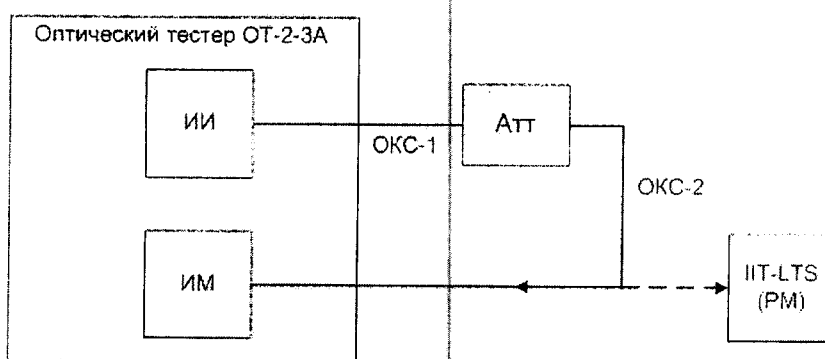 Оптический тестер ОТ-2-3А
ИИ
ОКС-1
Атт
ОКС-2
ИМ
IIT-LTS
(PM)